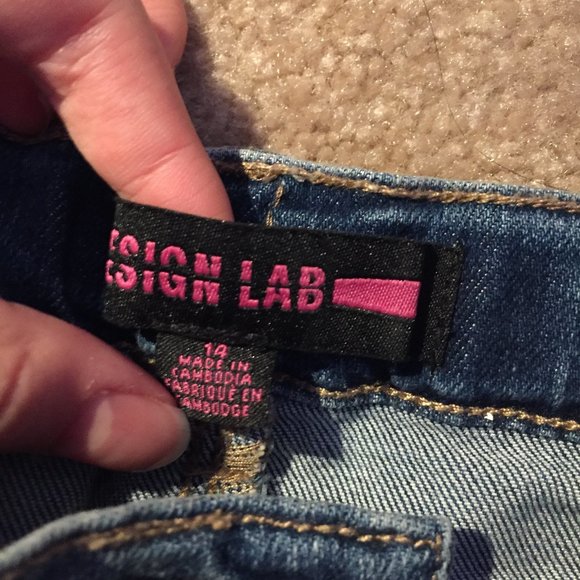 ESIGN LAB
14
MADE IN
CAMBODIA
FABRIQUE EN
CAMBODGE